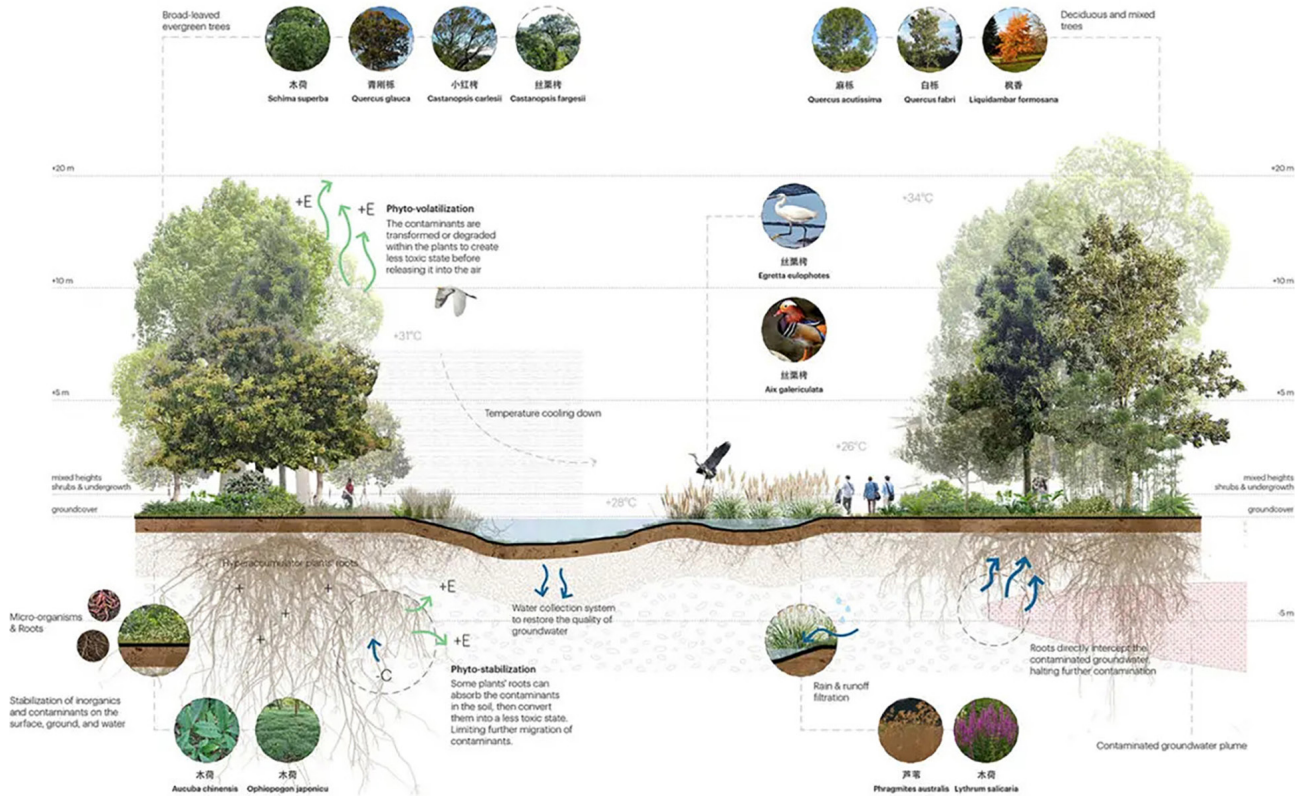 Broad-leaved
evergreen trees
木荷
Schima superba
青刚栎
Quercus glauca
小红栲
Castanopsis carlesii
丝栗栲
Castanopsis fargesii
Deciduous and mixed
trees
麻栎
Quercus acutissima
白栎
Quercus fabri
枫香
Liquidambar formosana
+20 m
+20 m
+E
+E
Phyto-volatilization
The contaminants are
transformed or degraded
within the plants to create
less toxic state before
releasing it into the air
+34°C
丝栗栲
Egretta eulophotes
+10 m
+10 m
+31°C
丝栗栲
Aix galericulata
+5 m
+5 m
Temperature cooling down
+26°C
mixed heights
shrubs & undergrowth
groundcover
+28°C
mixed heights
shrubs & undergrowth
groundcover
Hyperaccumulator plants' roots
+E
+E
C
Micro-organisms
& Roots
Water collection system
to restore the quality of
groundwater
-5 m
Phyto-stabilization
Some plants' roots can
absorb the contaminants
in the soil, then convert
them into a less toxic state.
Limiting further migration of
contaminants.
Roots directly intercept the
contaminated groundwater,
halting further contamination
Rain & runoff
filtration
Stabilization of inorganics
and contaminants on the
surface, ground, and water
木荷
Aucuba chinensis
木荷
Ophiopogon japonicu
芦苇
Phragmites australis
木荷
Lythrum salicaria
Contaminated groundwater plume